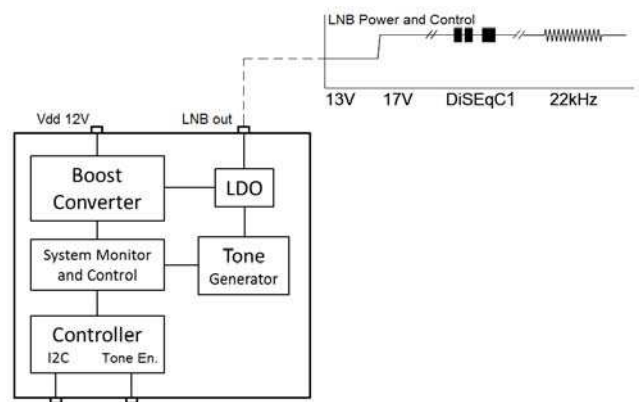 LNB Power and Control
13V 17V DiSEqC1 22kHz
Vdd 12V LNB out
Boost
Converter
LDO
System Monitor
and Control
Tone
Generator
Controller
I2C Tone En.